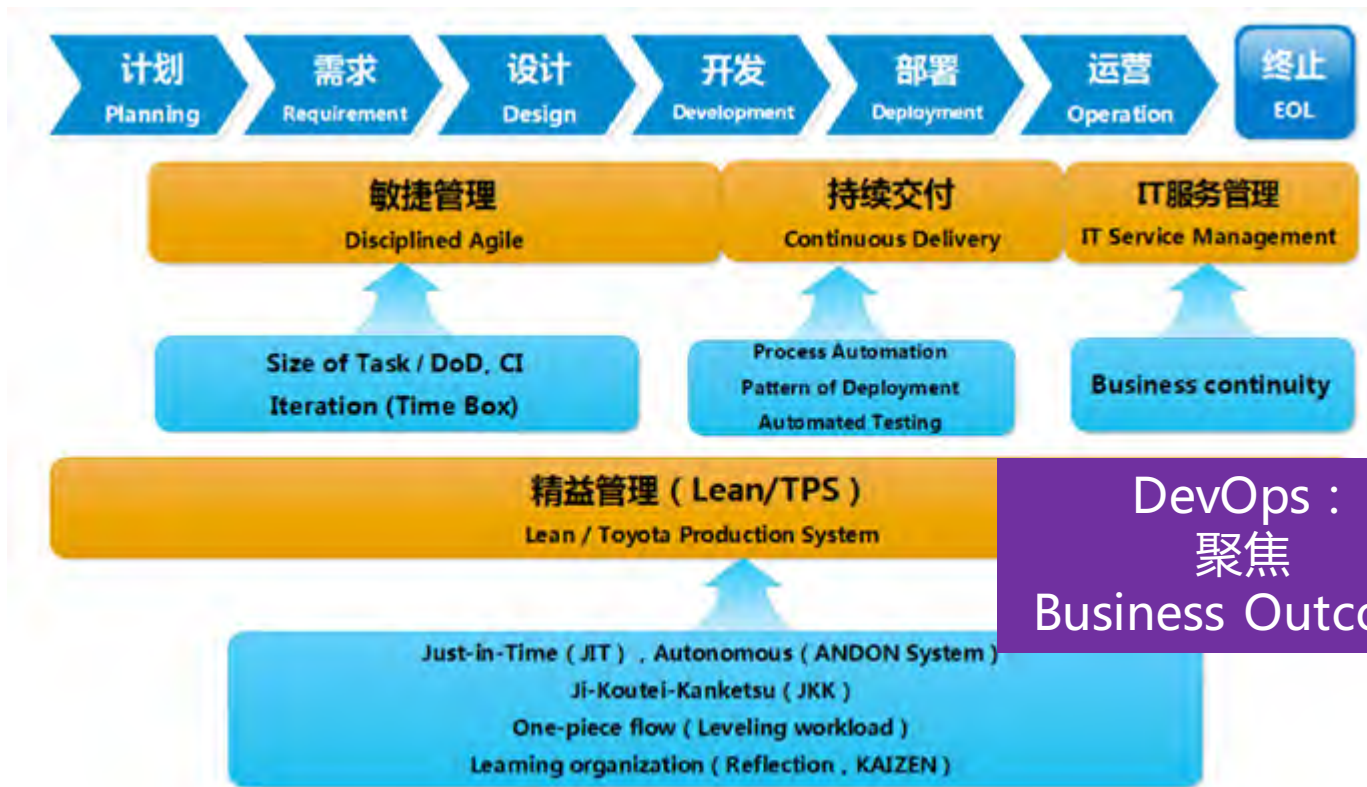 计划
Planning
需求
Requirement
设计
Design
开发
Development
部署
Deployment
运营
Operation
终止
EOL
敏捷管理
Disciplined Agile
持续交付
Continuous Delivery
IT服务管理
IT Service Management
Size of Task / DoD, CI
Iteration (Time Box)
Process Automation
Pattern of Deployment
Automated Testing
Business continuity
精益管理（Lean/TPS）
Lean / Toyota Production System
DevOps：
聚焦
Business Outco
Just-in-Time（JIT）, Autonomous（ANDON System）
Ji-Koutei-Kanketsu（JKK）
One-piece flow（Leveling workload）
Learning organization（Reflection，KAIZEN）